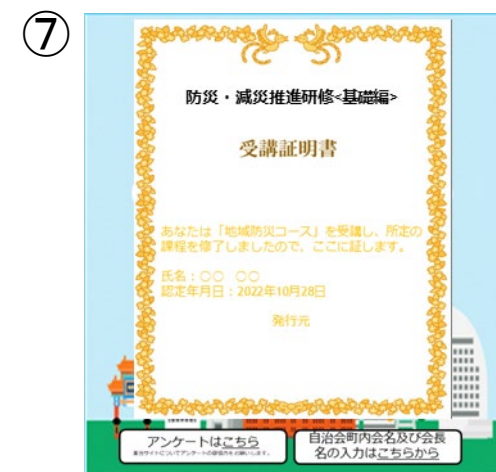 ⑦
防災・減災推進研修<基礎編>
受講証明書
あなたは「地域防災コース」を受講し、所定の
課程を修了しましたので、ここに証します。
氏名：○○ ○○
認定年月日：2022年10月28日
発行元
アンケートはこちら
自治会町内会名及び会長
名の入力はこちらから